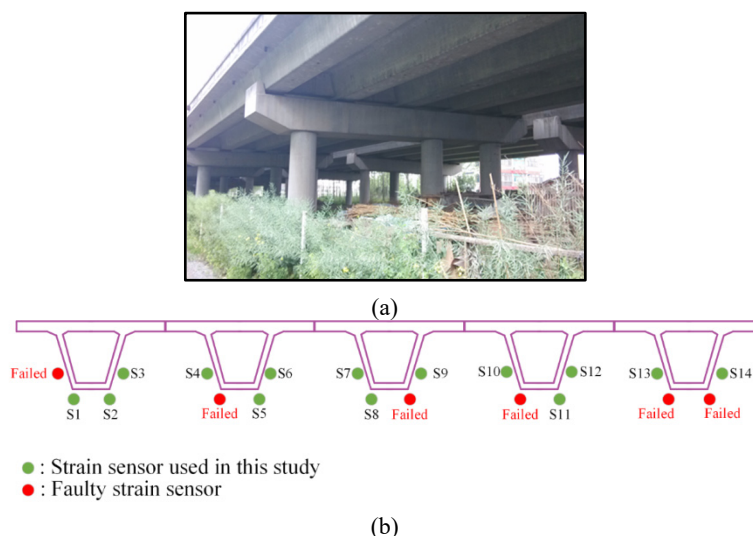 (a)
Failed S3 S4 S6 S7 S9 S10 S12 S13 S14
S1 S2 Failed S5 S8 Failed Failed S11 Failed Failed
: Strain sensor used in this study
: Faulty strain sensor
(b)